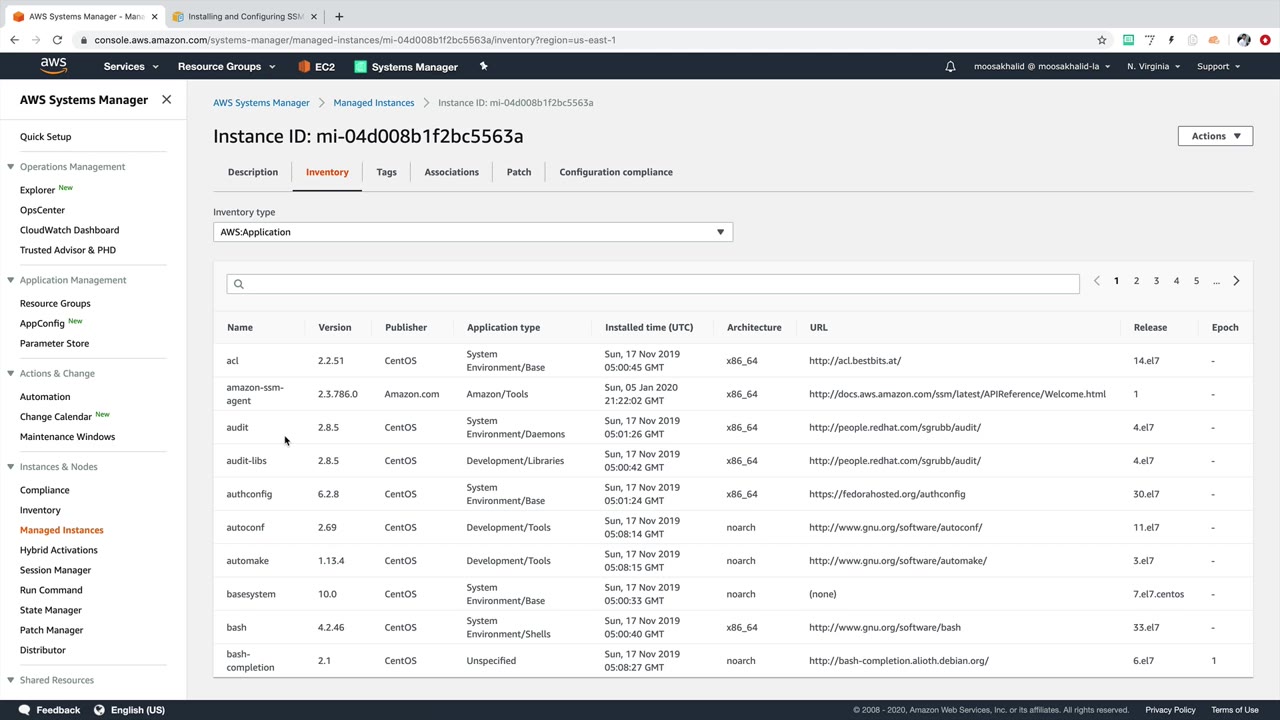 AWS Systems Manager - Mana
Installing and Configuring SSM
console.aws.amazon.com/systems-manager/managed-instances/mi-04d008b1f2bc5563a/inventory?region=us-east-1
aws Services Resource Groups EC2 Systems Manager moosakhalid @ moosakhalid-la N. Virginia Support
AWS Systems Manager
Quick Setup
Operations Management
Explorer New
OpsCenter
CloudWatch Dashboard
Trusted Advisor & PHD
Application Management
Resource Groups
AppConfig New
Parameter Store
Actions & Change
Automation
Change Calendar New
Maintenance Windows
Instances & Nodes
Compliance
Inventory
Managed Instances
Hybrid Activations
Session Manager
Run Command
State Manager
Patch Manager
Distributor
Shared Resources
AWS Systems Manager > Managed Instances > Instance ID: mi-04d008b1f2bc5563a
Instance ID: mi-04d008b1f2bc5563a
Actions
Description Inventory Tags Associations Patch Configuration compliance
Inventory type
AWS:Application
1 2 3 4 5 ...
Name Version Publisher Application type Installed time (UTC) Architecture URL Release Epoch
acl 2.2.51 CentOS System Environment/Base Sun, 17 Nov 2019 05:00:45 GMT x86_64 http://acl.bestbits.at/ 14.el7 -
amazon-ssm-agent 2.3.786.0 Amazon.com Amazon/Tools Sun, 05 Jan 2020 21:22:02 GMT x86_64 http://docs.aws.amazon.com/ssm/latest/APIReference/Welcome.html 1 -
audit 2.8.5 CentOS System Environment/Daemons Sun, 17 Nov 2019 05:01:26 GMT x86_64 http://people.redhat.com/sgrubb/audit/ 4.el7 -
audit-libs 2.8.5 CentOS Development/Libraries Sun, 17 Nov 2019 05:00:42 GMT x86_64 http://people.redhat.com/sgrubb/audit/ 4.el7 -
authconfig 6.2.8 CentOS System Environment/Base Sun, 17 Nov 2019 05:01:24 GMT x86_64 https://fedorahosted.org/authconfig 30.el7 -
autoconf 2.69 CentOS Development/Tools Sun, 17 Nov 2019 05:08:14 GMT noarch http://www.gnu.org/software/autoconf/ 11.el7 -
automake 1.13.4 CentOS Development/Tools Sun, 17 Nov 2019 05:08:15 GMT noarch http://www.gnu.org/software/automake/ 3.el7 -
basesystem 10.0 CentOS System Environment/Base Sun, 17 Nov 2019 05:00:33 GMT noarch (none) 7.el7.centos -
bash 4.2.46 CentOS System Environment/Shells Sun, 17 Nov 2019 05:00:40 GMT x86_64 http://www.gnu.org/software/bash 33.el7 -
bash-completion 2.1 CentOS Unspecified Sun, 17 Nov 2019 05:08:27 GMT noarch http://bash-completion.alioth.debian.org/ 6.el7 1
Feedback English (US) © 2008 - 2020, Amazon Web Services, Inc. or its affiliates. All rights reserved. Privacy Policy Terms of Use